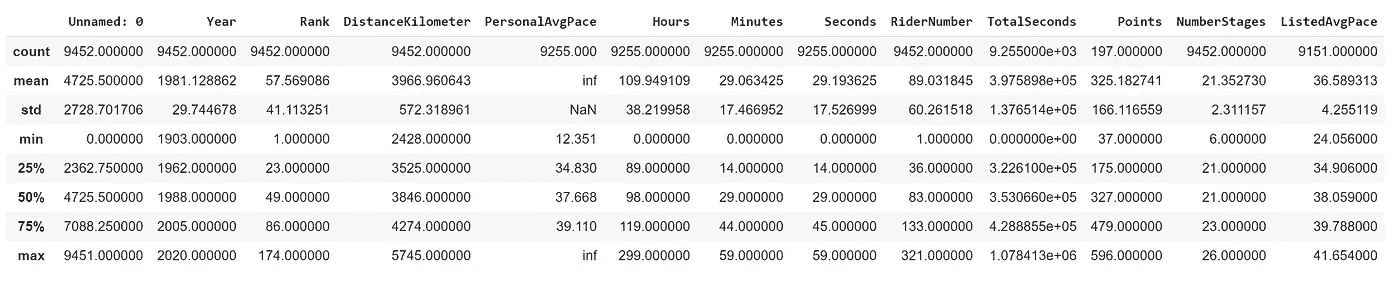 Unnamed: 0 Year Rank DistanceKilometer PersonalAvgPace Hours Minutes Seconds RiderNumber TotalSeconds Points NumberStages ListedAvgPace
count 9452.000000 9452.000000 9452.000000 9452.000000 9255.000 9255.000000 9255.000000 9255.000000 9452.000000 9.255000e+03 197.000000 9452.000000 9151.000000
mean 4725.500000 1981.128862 57.569086 3966.960643 inf 109.949109 29.063425 29.193625 89.031845 3.975898e+05 325.182741 21.352730 36.589313
std 2728.701706 29.744678 41.113251 572.318961 NaN 38.219958 17.466952 17.526999 60.261518 1.376514e+05 166.116559 2.311157 4.255119
min 0.000000 1903.000000 1.000000 2428.000000 12.351 0.000000 0.000000 0.000000 1.000000 0.000000e+00 37.000000 6.000000 24.056000
25% 2362.750000 1962.000000 23.000000 3525.000000 34.830 89.000000 14.000000 14.000000 36.000000 3.226100e+05 175.000000 21.000000 34.906000
50% 4725.500000 1988.000000 49.000000 3846.000000 37.668 98.000000 29.000000 29.000000 83.000000 3.530660e+05 327.000000 21.000000 38.059000
75% 7088.250000 2005.000000 86.000000 4274.000000 39.110 119.000000 44.000000 45.000000 133.000000 4.288855e+05 479.000000 23.000000 39.788000
max 9451.000000 2020.000000 174.000000 5745.000000 inf 299.000000 59.000000 59.000000 321.000000 1.078413e+06 596.000000 26.000000 41.654000